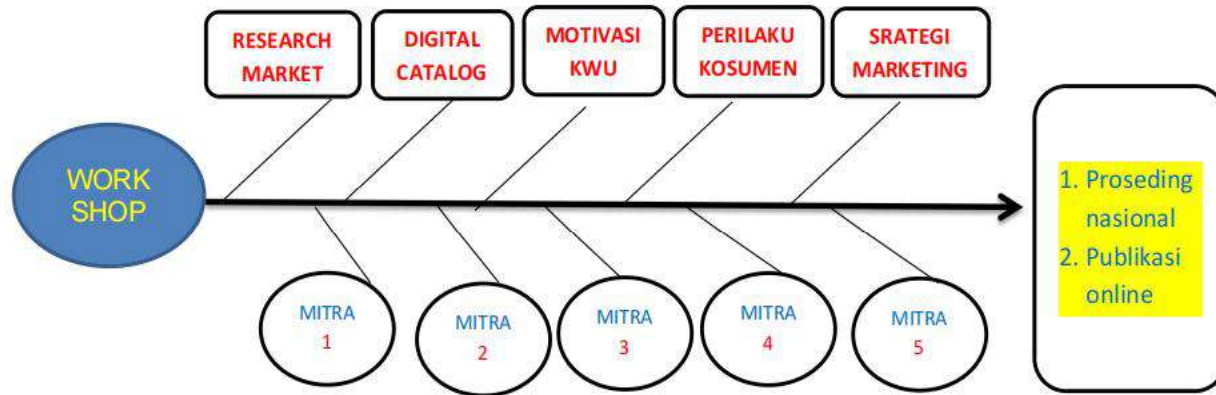 RESEARCH
MARKET
DIGITAL
CATALOG
MOTIVASI
KWU
PERILAKU
KOSUMEN
SRATEGI
MARKETING
WORK
SHOP
1. Proseding
nasional
2. Publikasi
online
MITRA
1
MITRA
2
MITRA
3
MITRA
4
MITRA
5